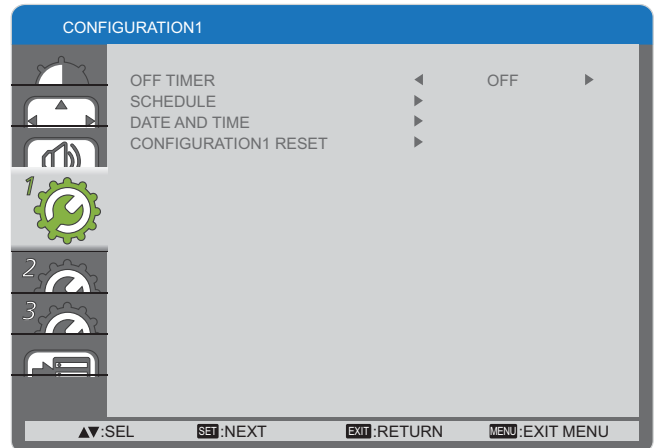 CONFIGURATION1
OFF TIMER ◀ OFF ▶
SCHEDULE ▶
DATE AND TIME ▶
CONFIGURATION1 RESET ▶
1
2
3
▲▼:SEL SET:NEXT EXIT:RETURN MENU:EXIT MENU